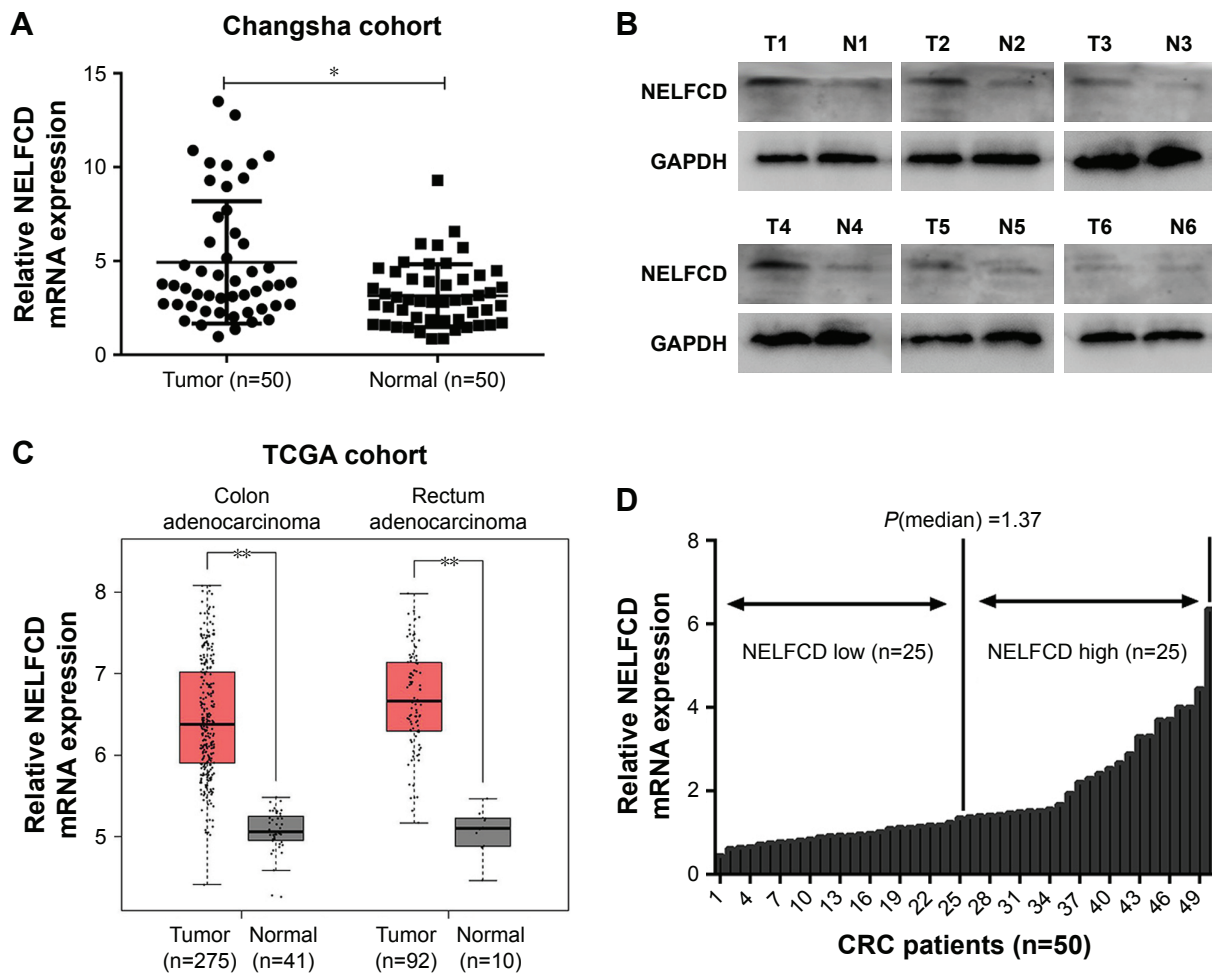 A
Changsha cohort
Relative NELFCD
mRNA expression
15
10
5
0
*
Tumor (n=50)
Normal (n=50)
B
T1 N1 T2 N2 T3 N3
NELFCD
GAPDH
T4 N4 T5 N5 T6 N6
NELFCD
GAPDH
C
TCGA cohort
Colon
adenocarcinoma
Rectum
adenocarcinoma
Relative NELFCD
mRNA expression
8
7
6
5
**
**
Tumor
(n=275)
Normal
(n=41)
Tumor
(n=92)
Normal
(n=10)
D
P(median) =1.37
Relative NELFCD
mRNA expression
8
6
4
2
0
NELFCD low (n=25)
NELFCD high (n=25)
1 4 7 10 13 16 19 22 25 28 31 34 37 40 43 46 49
CRC patients (n=50)